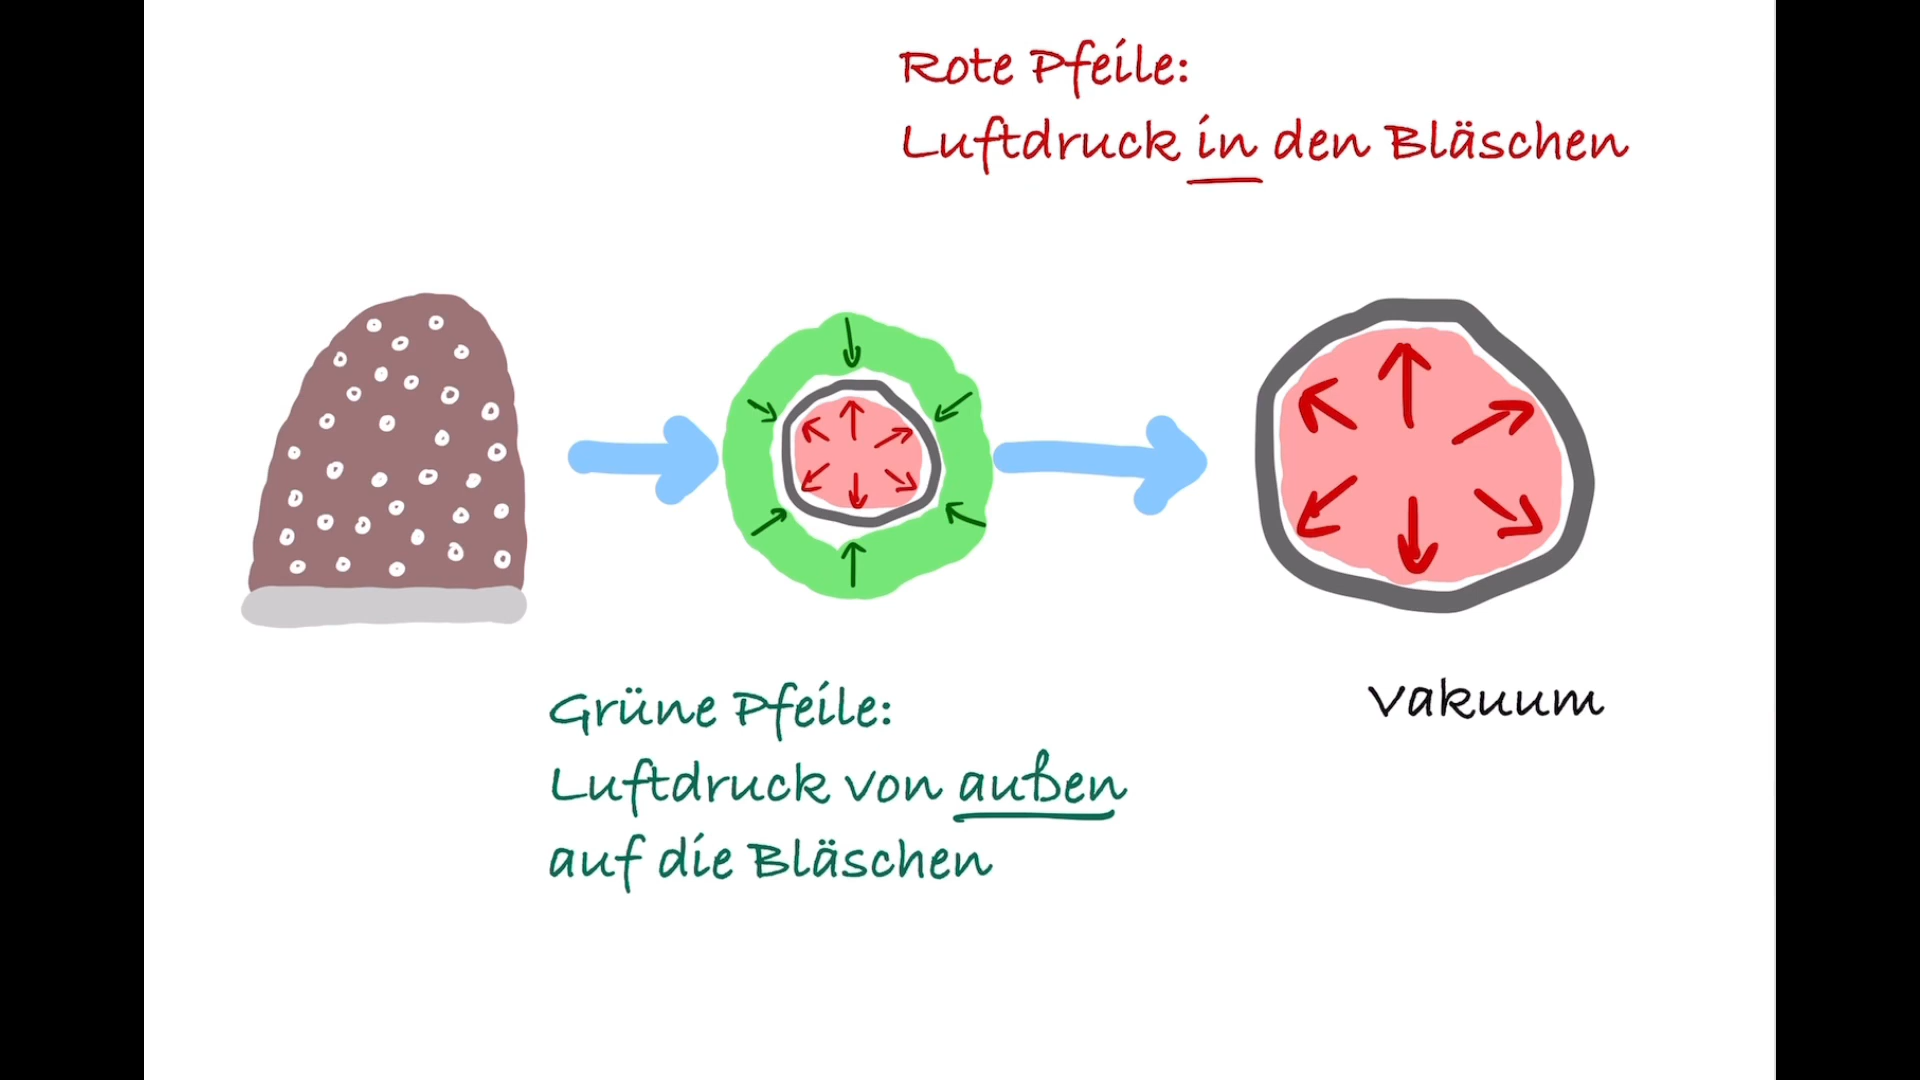 Rote Pfeile:
Luftdruck in den Bläschen
Grüne Pfeile:
Luftdruck von außen
auf die Bläschen
Vakuum